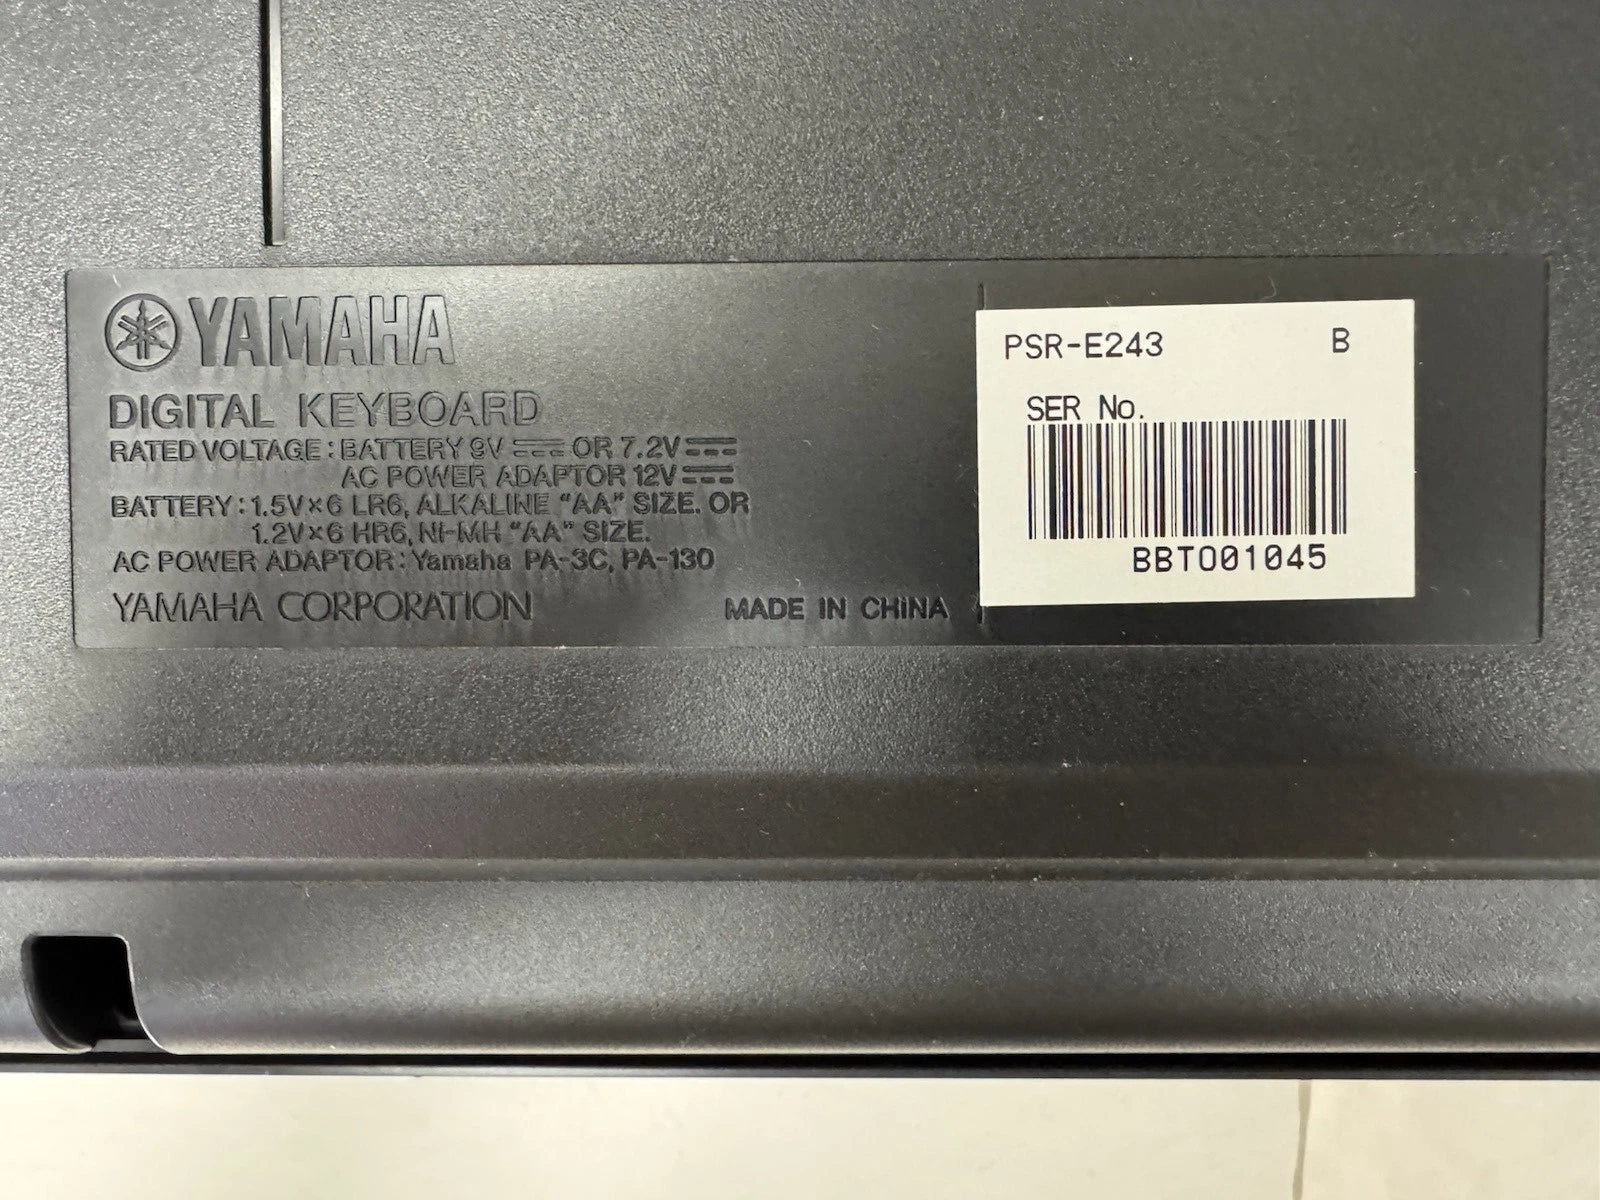 YAMAHA
DIGITAL KEYBOARD
RATED VOLTAGE : BATTERY 9V ⎓ OR 7.2V ⎓
AC POWER ADAPTOR 12V ⎓
BATTERY : 1.5V×6 LR6, ALKALINE "AA" SIZE. OR
1.2V×6 HR6, NI-MH "AA" SIZE.
AC POWER ADAPTOR : Yamaha PA-3C, PA-130
YAMAHA CORPORATION MADE IN CHINA
PSR-E243 B
SER No.
BBTO01045